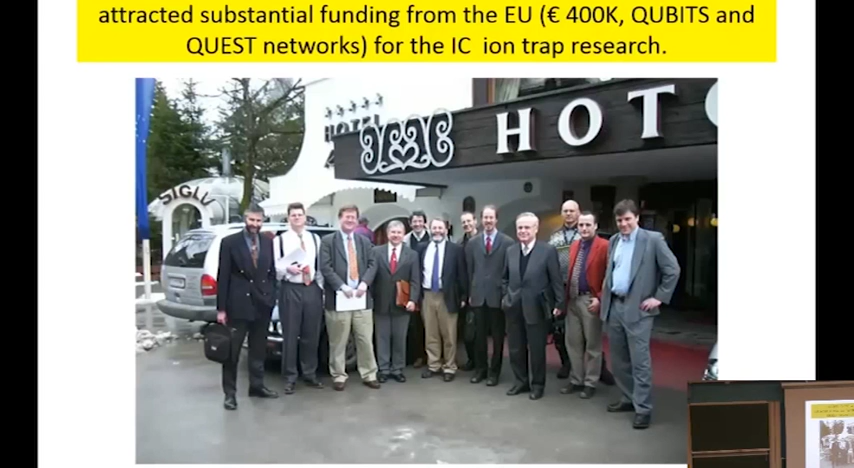 attracted substantial funding from the EU (€ 400K, QUBITS and
QUEST networks) for the IC ion trap research.
HOTEL
HOT
SIGLU